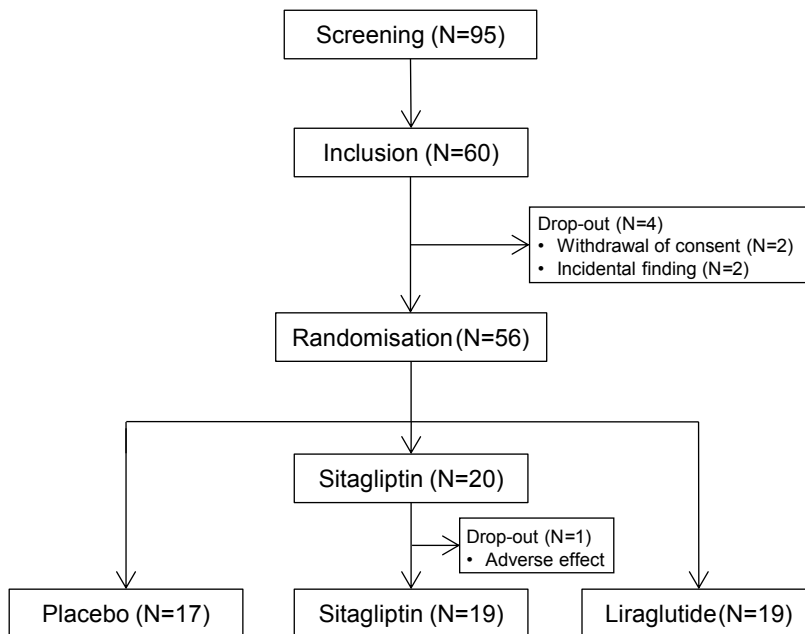 Screening (N=95)
Inclusion (N=60)
Drop-out (N=4)
• Withdrawal of consent (N=2)
• Incidental finding (N=2)
Randomisation (N=56)
Sitagliptin (N=20)
Drop-out (N=1)
• Adverse effect
Placebo (N=17)
Sitagliptin (N=19)
Liraglutide (N=19)